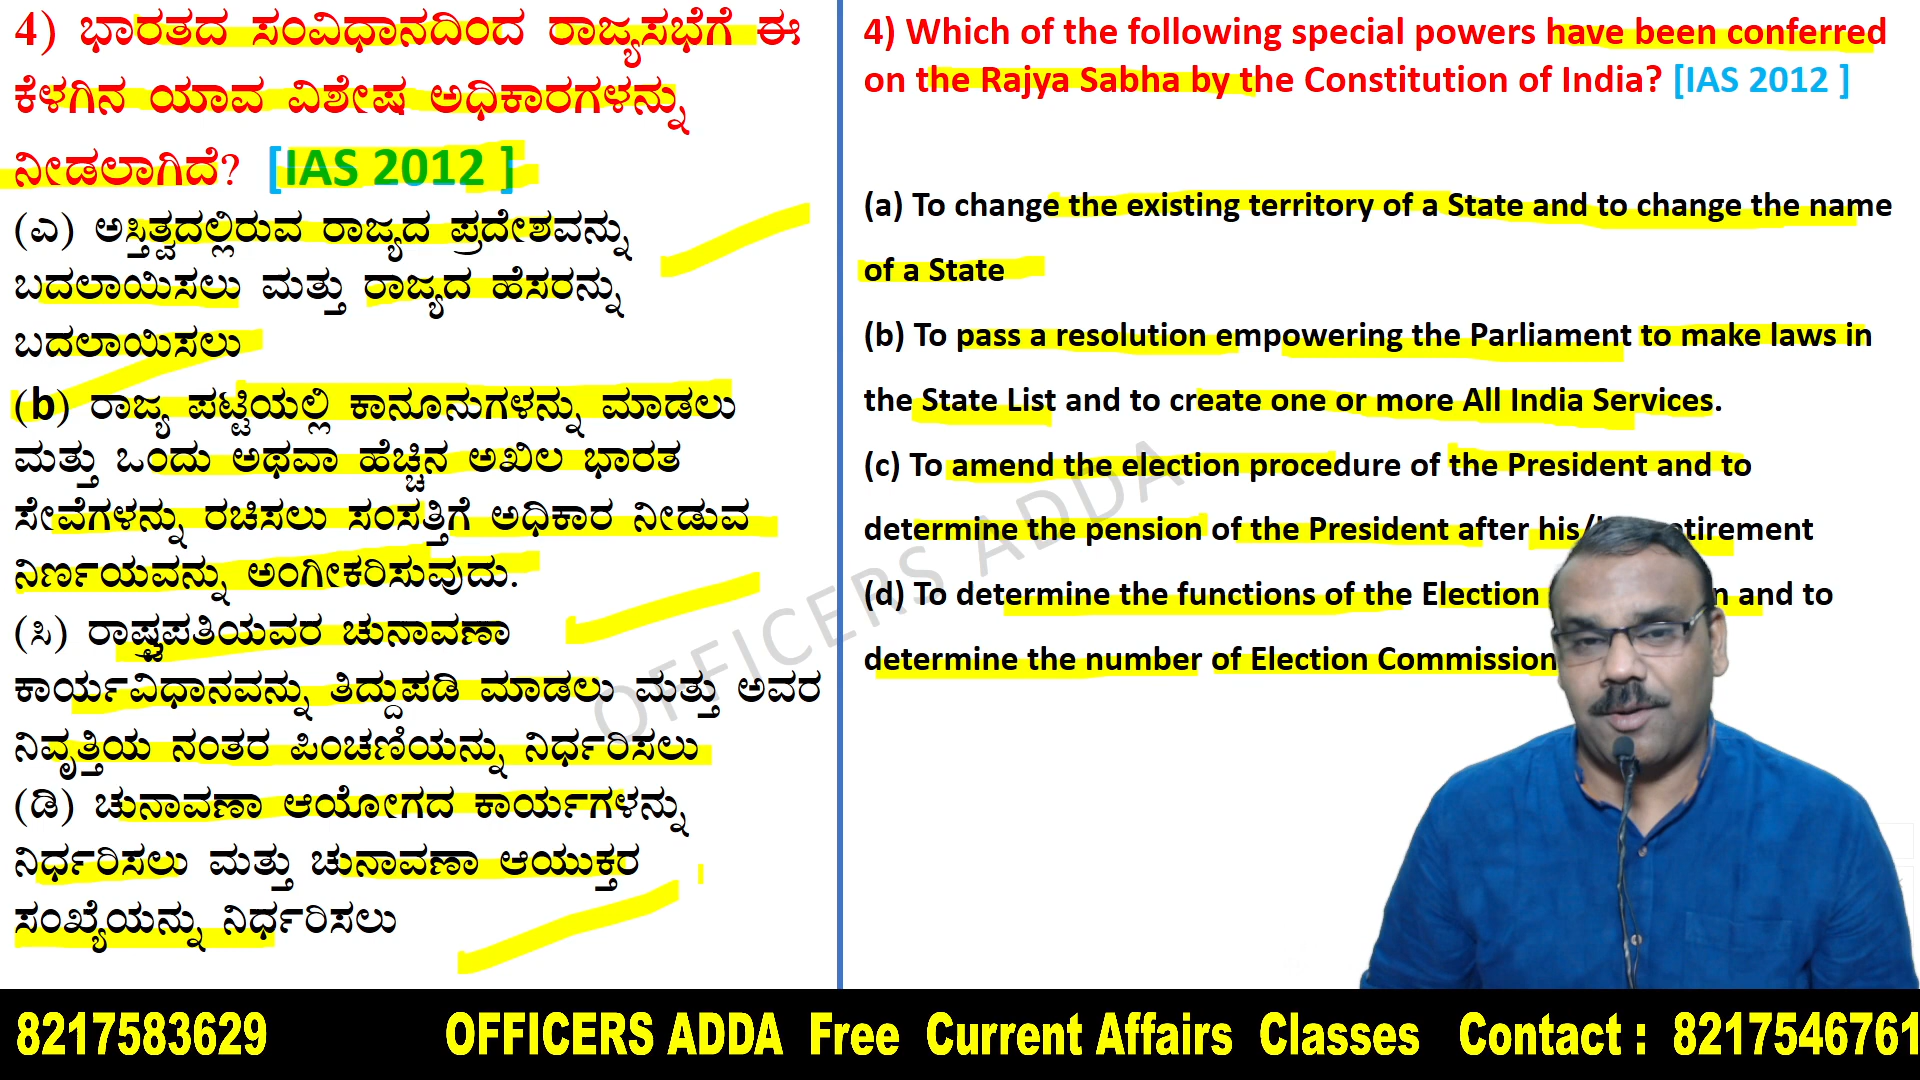 4) ಭಾರತದ ಸಂವಿಧಾನದಿಂದ ರಾಜ್ಯಸಭೆಗೆ ಈ
ಕೆಳಗಿನ ಯಾವ ವಿಶೇಷ ಅಧಿಕಾರಗಳನ್ನು
ನೀಡಲಾಗಿದೆ? [IAS 2012 ]
(ಎ) ಅಸ್ತಿತ್ವದಲ್ಲಿರುವ ರಾಜ್ಯದ ಪ್ರದೇಶವನ್ನು
ಬದಲಾಯಿಸಲು ಮತ್ತು ರಾಜ್ಯದ ಹೆಸರನ್ನು
ಬದಲಾಯಿಸಲು
(b) ರಾಜ್ಯ ಪಟ್ಟಿಯಲ್ಲಿ ಕಾನೂನುಗಳನ್ನು ಮಾಡಲು
ಮತ್ತು ಒಂದು ಅಥವಾ ಹೆಚ್ಚಿನ ಅಖಿಲ ಭಾರತ
ಸೇವೆಗಳನ್ನು ರಚಿಸಲು ಸಂಸತ್ತಿಗೆ ಅಧಿಕಾರ ನೀಡುವ
ನಿರ್ಣಯವನ್ನು ಅಂಗೀಕರಿಸುವುದು.
(ಸಿ) ರಾಷ್ಟ್ರಪತಿಯವರ ಚುನಾವಣಾ
ಕಾರ್ಯವಿಧಾನವನ್ನು ತಿದ್ದುಪಡಿ ಮಾಡಲು ಮತ್ತು ಅವರ
ನಿವೃತ್ತಿಯ ನಂತರ ಪಿಂಚಣಿಯನ್ನು ನಿರ್ಧರಿಸಲು
(ಡಿ) ಚುನಾವಣಾ ಆಯೋಗದ ಕಾರ್ಯಗಳನ್ನು
ನಿರ್ಧರಿಸಲು ಮತ್ತು ಚುನಾವಣಾ ಆಯುಕ್ತರ
ಸಂಖ್ಯೆಯನ್ನು ನಿರ್ಧರಿಸಲು
4) Which of the following special powers have been conferred
on the Rajya Sabha by the Constitution of India? [IAS 2012 ]
(a) To change the existing territory of a State and to change the name
of a State
(b) To pass a resolution empowering the Parliament to make laws in
the State List and to create one or more All India Services.
(c) To amend the election procedure of the President and to
determine the pension of the President after his/
(d) To determine the functions of the Election and to
determine the number of Election Commission
OFFICERS ADDA
8217583629 OFFICERS ADDA Free Current Affairs Classes Contact : 8217546761